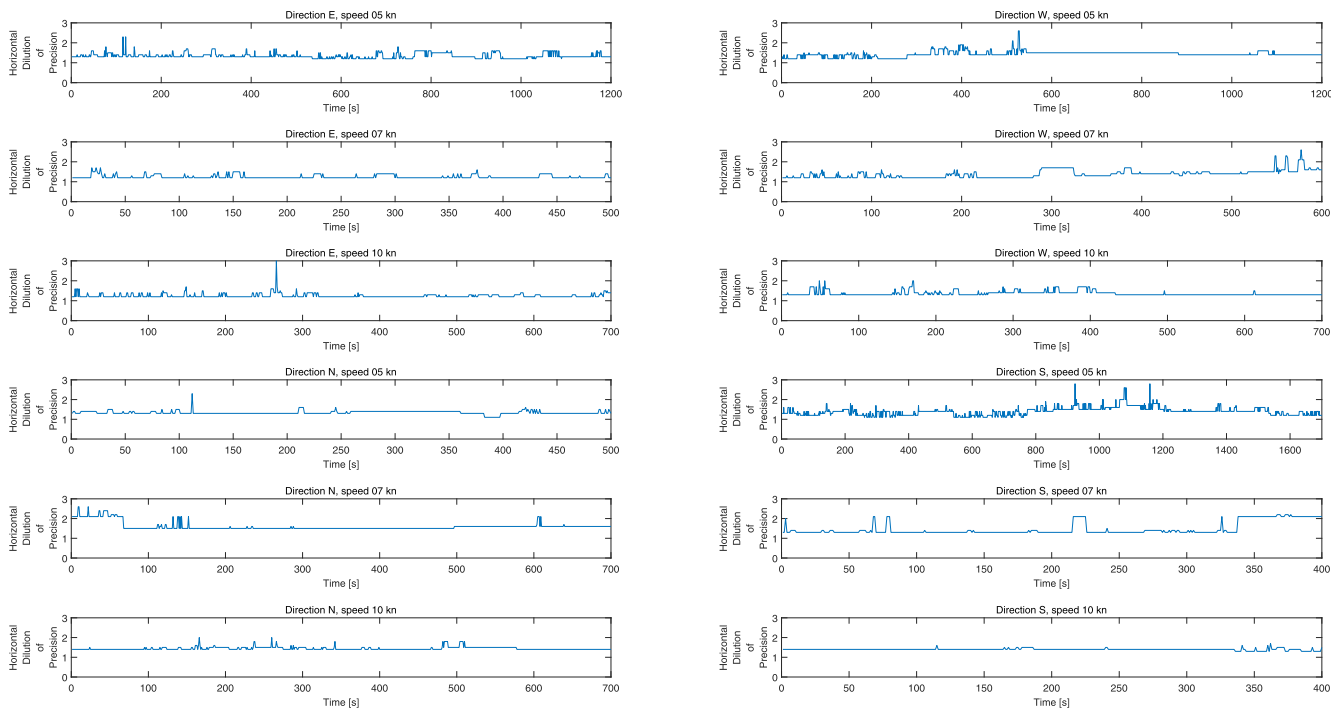 Direction E, speed 05 kn
Horizontal
Dilution
of
Precision
3
2
1
0
0 200 400 600 800 1000 1200
Time [s]
Direction W, speed 05 kn
Horizontal
Dilution
of
Precision
3
2
1
0
0 200 400 600 800 1000 1200
Time [s]
Direction E, speed 07 kn
Horizontal
Dilution
of
Precision
3
2
1
0
0 50 100 150 200 250 300 350 400 450 500
Time [s]
Direction W, speed 07 kn
Horizontal
Dilution
of
Precision
3
2
1
0
0 100 200 300 400 500 600
Time [s]
Direction E, speed 10 kn
Horizontal
Dilution
of
Precision
3
2
1
0
0 100 200 300 400 500 600 700
Time [s]
Direction W, speed 10 kn
Horizontal
Dilution
of
Precision
3
2
1
0
0 100 200 300 400 500 600 700
Time [s]
Direction N, speed 05 kn
Horizontal
Dilution
of
Precision
3
2
1
0
0 50 100 150 200 250 300 350 400 450 500
Time [s]
Direction S, speed 05 kn
Horizontal
Dilution
of
Precision
3
2
1
0
0 200 400 600 800 1000 1200 1400 1600
Time [s]
Direction N, speed 07 kn
Horizontal
Dilution
of
Precision
3
2
1
0
0 100 200 300 400 500 600 700
Time [s]
Direction S, speed 07 kn
Horizontal
Dilution
of
Precision
3
2
1
0
0 50 100 150 200 250 300 350 400
Time [s]
Direction N, speed 10 kn
Horizontal
Dilution
of
Precision
3
2
1
0
0 100 200 300 400 500 600 700
Time [s]
Direction S, speed 10 kn
Horizontal
Dilution
of
Precision
3
2
1
0
0 50 100 150 200 250 300 350 400
Time [s]